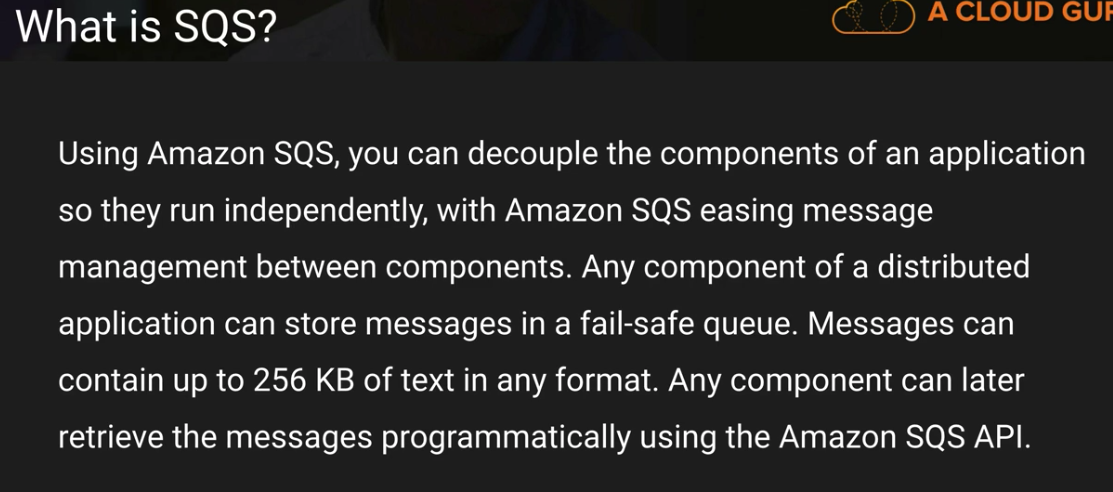 What is SQS?
A CLOUD GUR
Using Amazon SQS, you can decouple the components of an application
so they run independently, with Amazon SQS easing message
management between components. Any component of a distributed
application can store messages in a fail-safe queue. Messages can
contain up to 256 KB of text in any format. Any component can later
retrieve the messages programmatically using the Amazon SQS API.